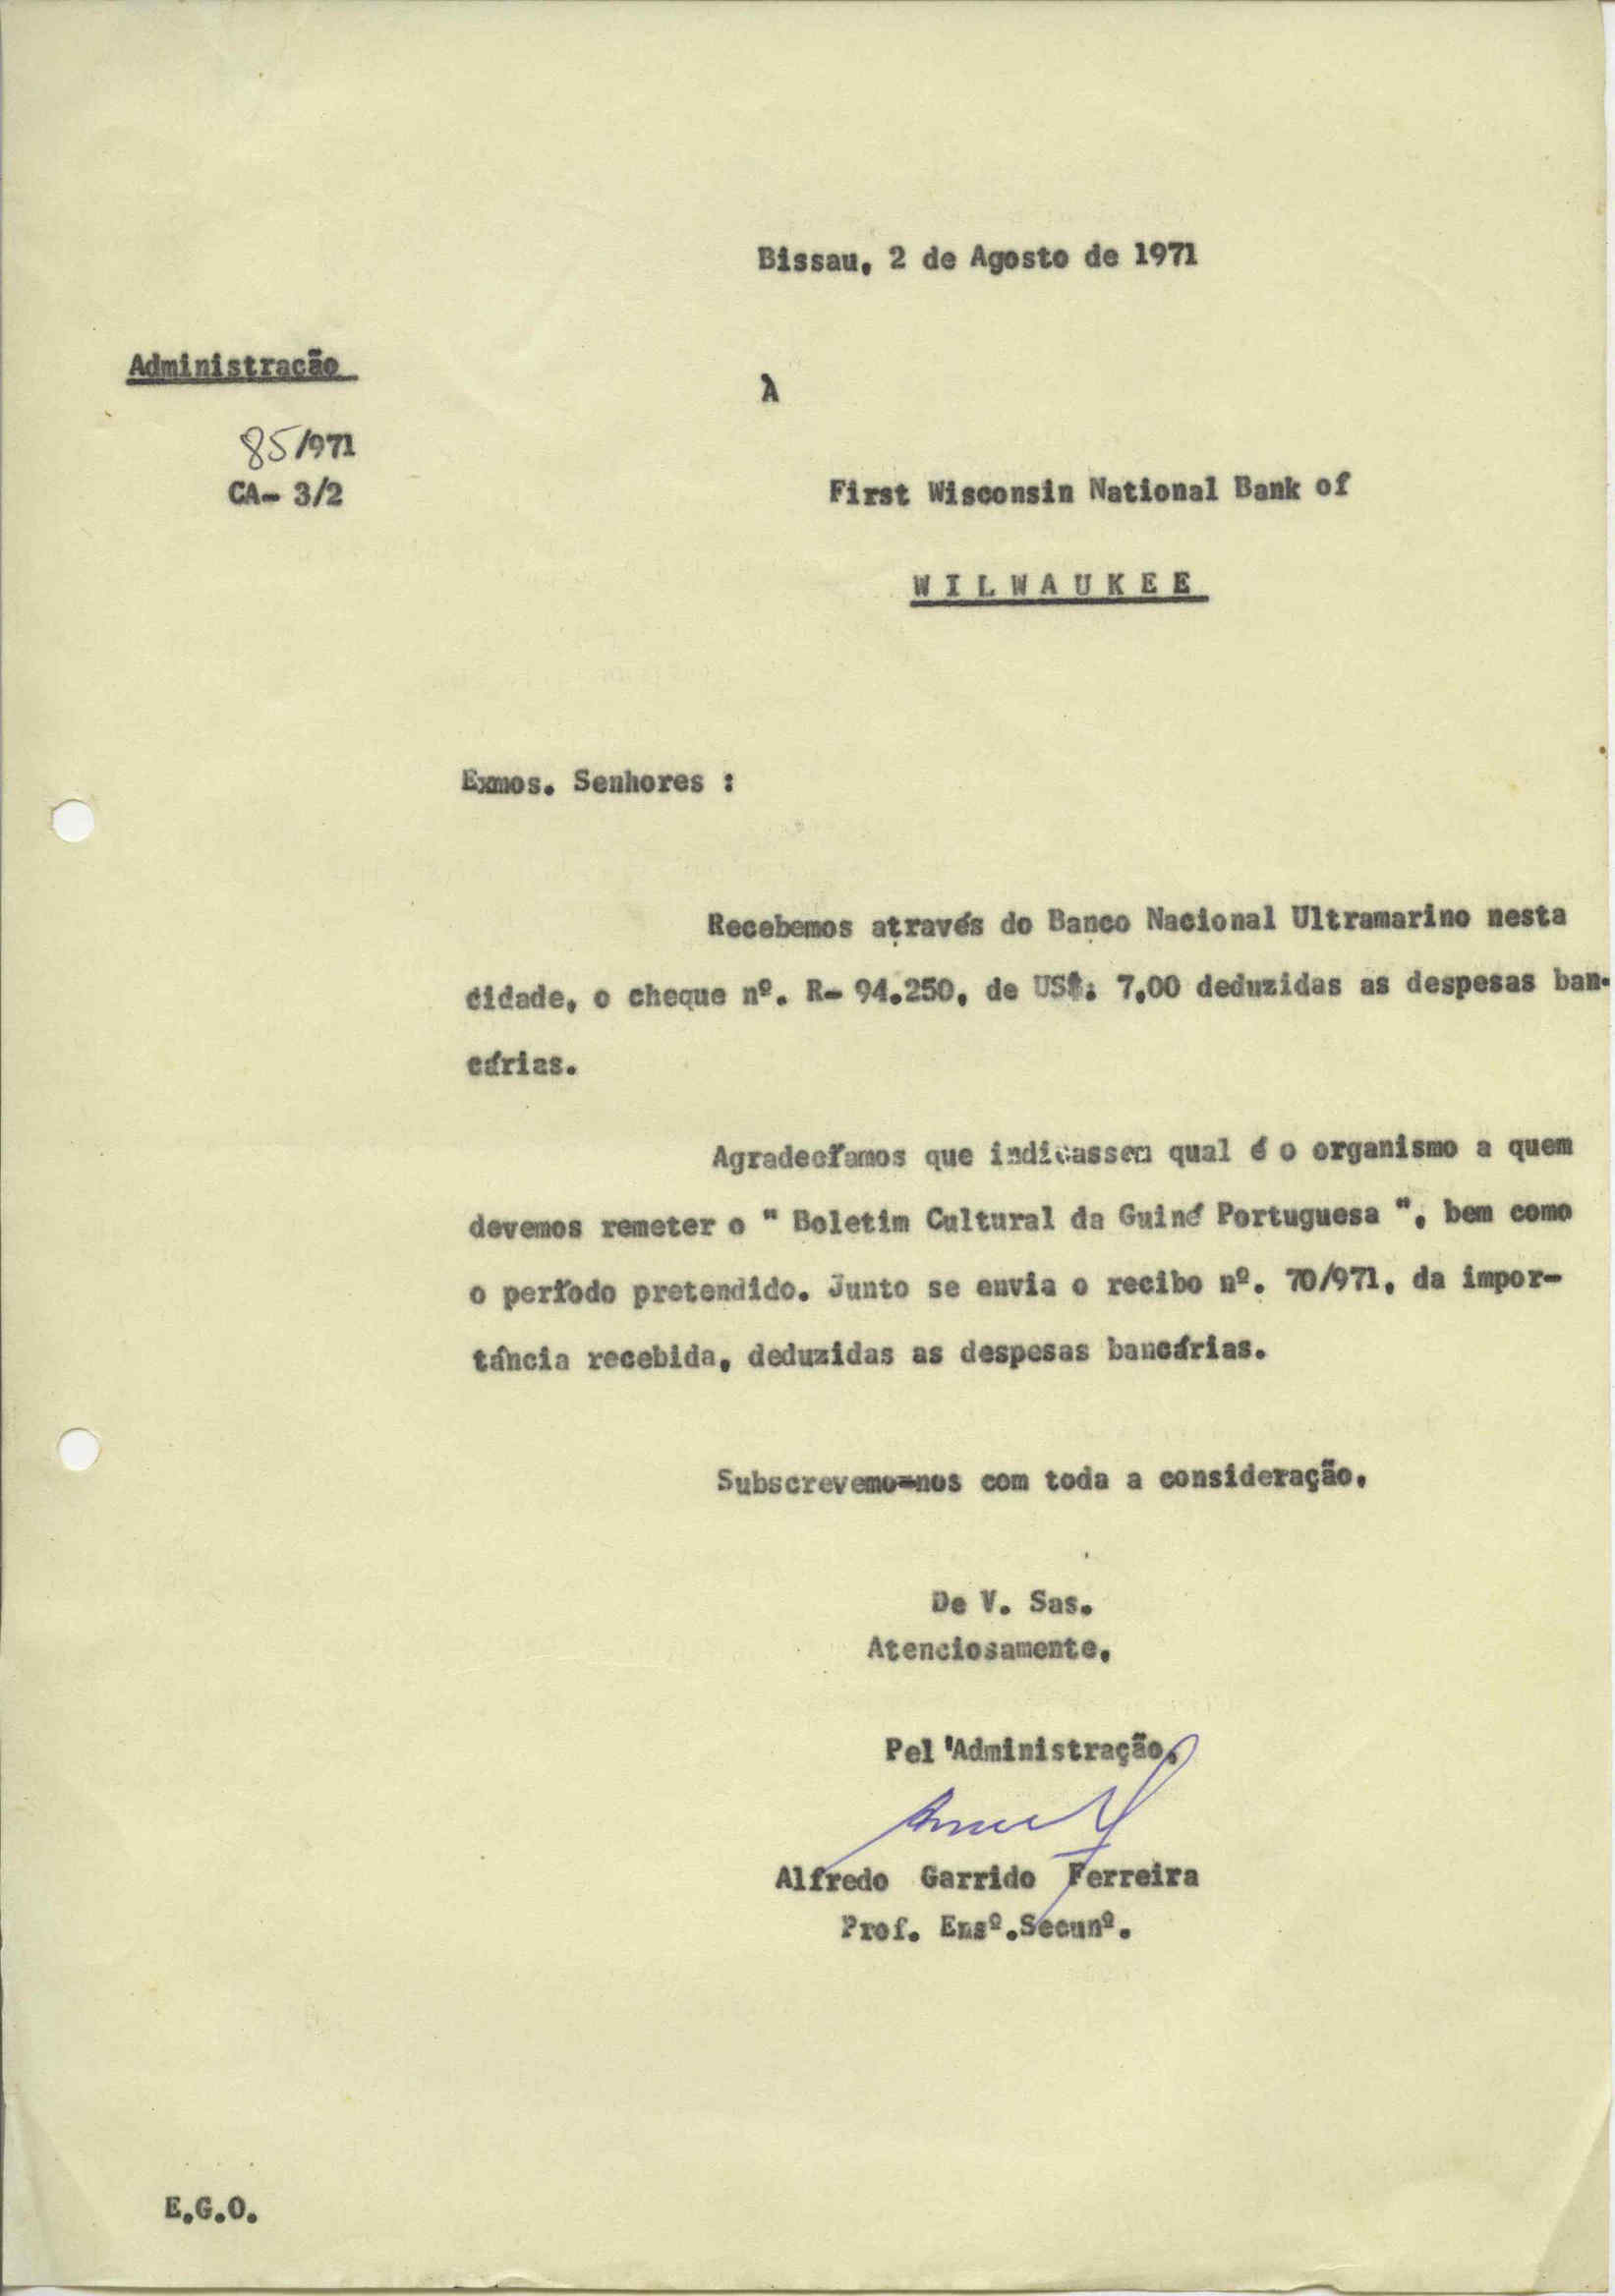 Bissau, 2 de Agosto de 1971
Administração
À
85/971
CA- 3/2
First Wisconsin National Bank of
WILWAUKEE
Exmos. Senhores :
Recebemos através do Banco Nacional Ultramarino nesta
cidade, o cheque nº. R- 94.250, de US$: 7,00 deduzidas as despesas ban-
cárias.
Agradecíamos que indicassem qual é o organismo a quem
devemos remeter o " Boletim Cultural da Guiné Portuguesa ", bem como
o período pretendido. Junto se envia o recibo nº. 70/971, da impor-
tância recebida, deduzidas as despesas bancárias.
Subscrevemo-nos com toda a consideração,
De V. Sas.
Atenciosamente,
Pel'Administração,
Alfredo Garrido Ferreira
Prof. Ensº.Secunº.
E.G.O.